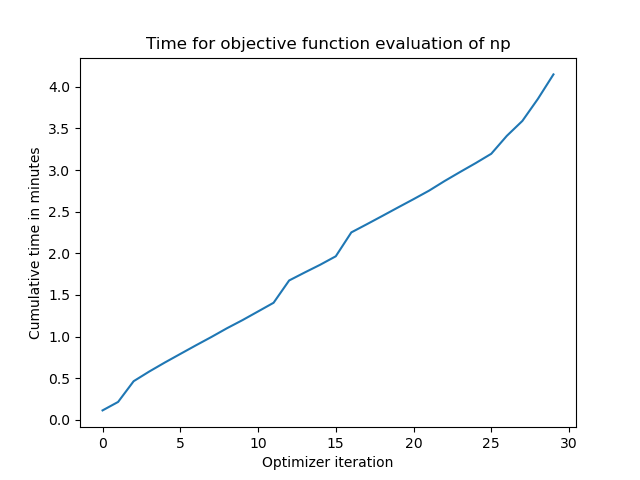 Time for objective function evaluation of np
Cumulative time in minutes
4.0
3.5
3.0
2.5
2.0
1.5
1.0
0.5
0.0
0 5 10 15 20 25 30
Optimizer iteration